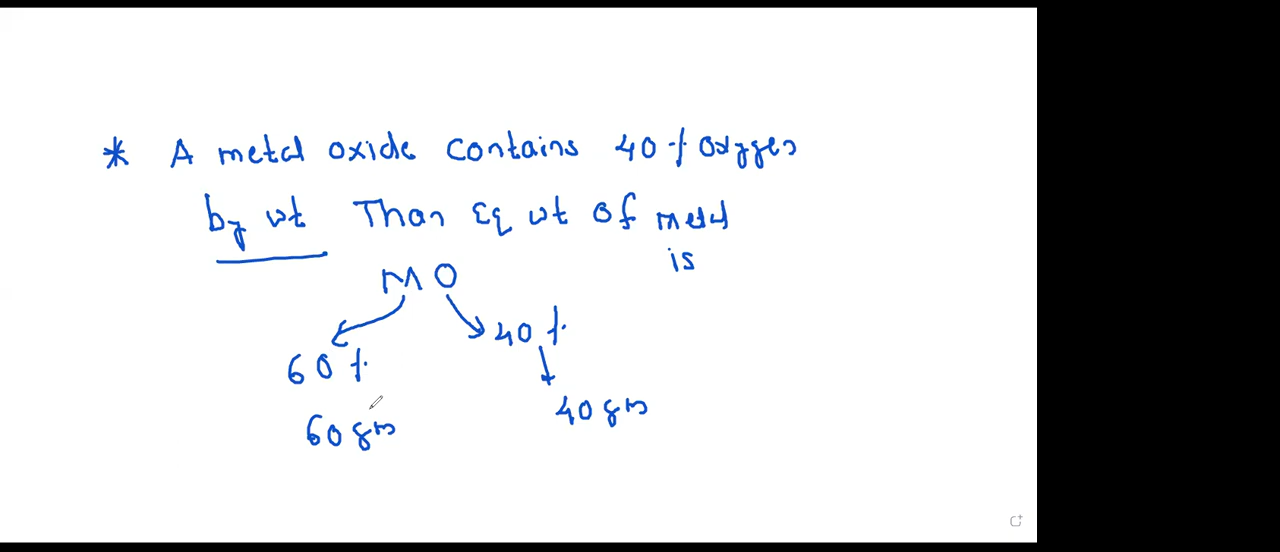 * A metal oxide contains 40 % oxygen
by wt Than Eq wt of metal
is
M O
60 % 40 %
60 gm 40 gm